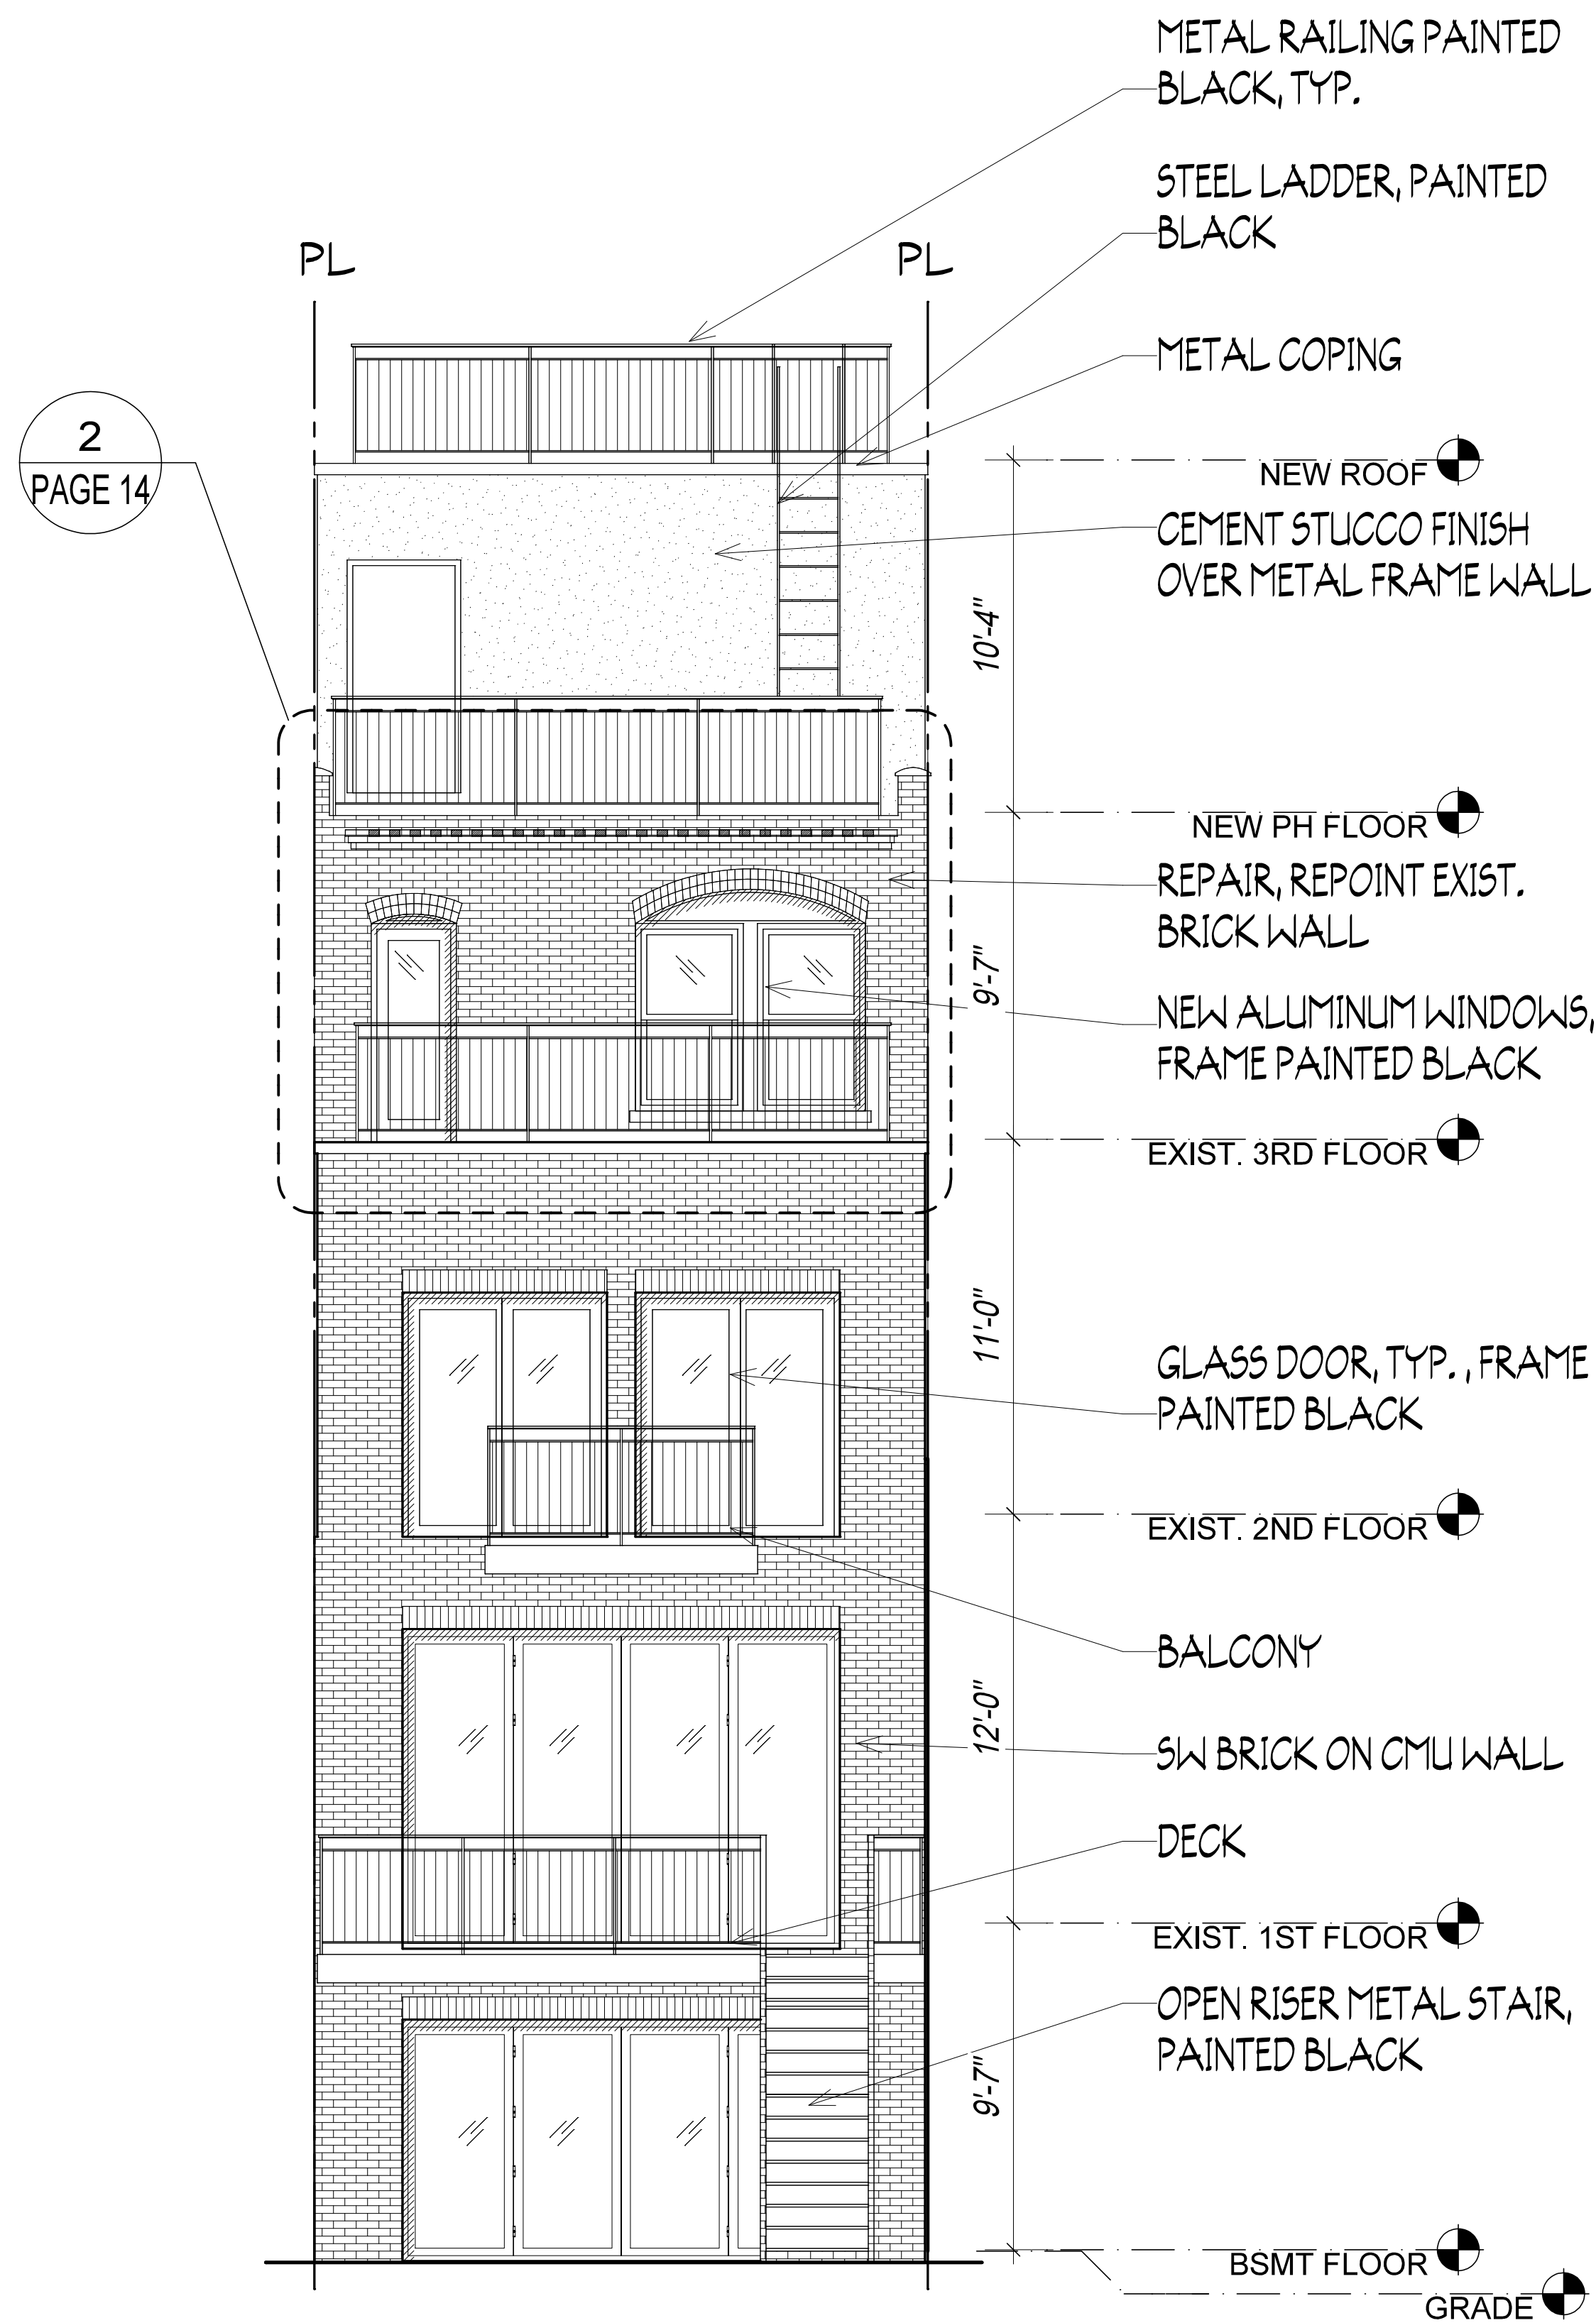 METAL RAILING PAINTED
BLACK, TYP.
STEEL LADDER, PAINTED
BLACK
PL
PL
METAL COPING
2
PAGE 14
NEW ROOF
CEMENT STUCCO FINISH
OVER METAL FRAME WALL
10'-4"
NEW PH FLOOR
REPAIR, REPOINT EXIST.
BRICK WALL
9'-7"
NEW ALUMINUM WINDOWS,
FRAME PAINTED BLACK
EXIST. 3RD FLOOR
11'-0"
GLASS DOOR, TYP. , FRAME
PAINTED BLACK
EXIST. 2ND FLOOR
BALCONY
12'-0"
SW BRICK ON CMU WALL
DECK
EXIST. 1ST FLOOR
OPEN RISER METAL STAIR,
PAINTED BLACK
9'-7"
BSMT FLOOR
GRADE